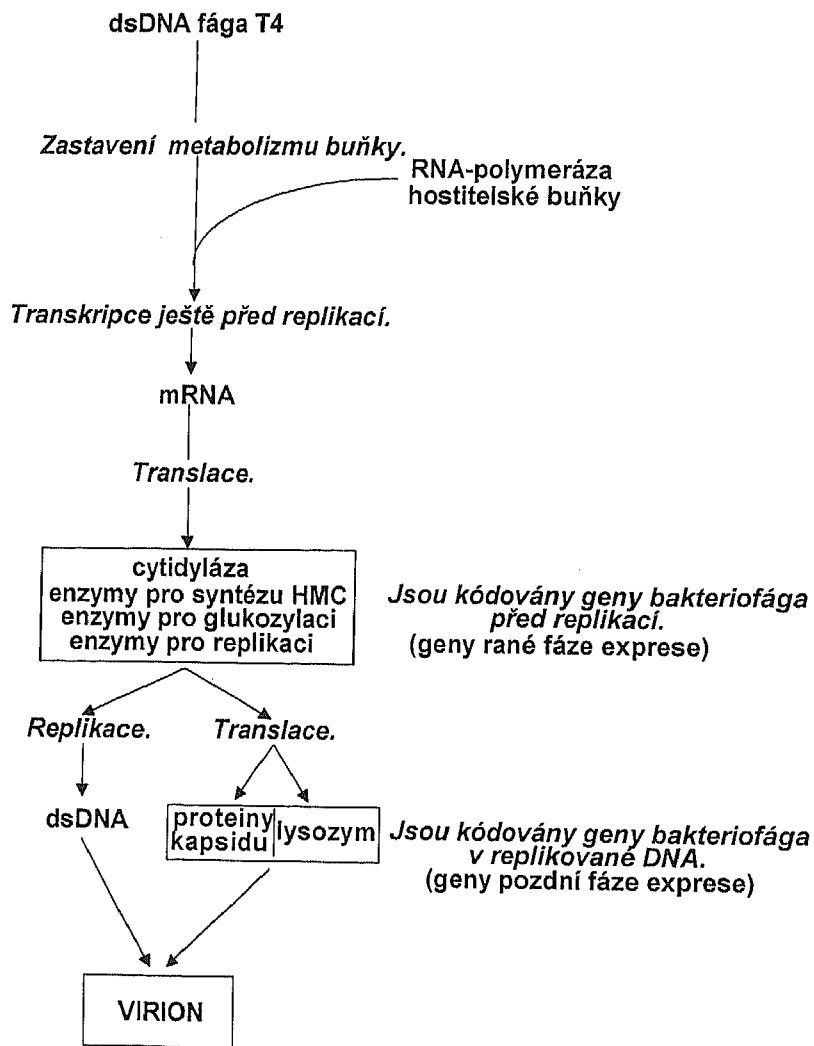 dsDNA fága T4
Zastavení metabolizmu buňky.
RNA-polymeráza
hostitelské buňky
Transkripce ještě před replikací.
mRNA
Translace.
cytidyláza
enzymy pro syntézu HMC
enzymy pro glukozylaci
enzymy pro replikaci
Jsou kódovány geny bakteriofága
před replikací.
(geny rané fáze exprese)
Replikace.
Translace.
dsDNA
proteiny
kapsidu
lysozym
Jsou kódovány geny bakteriofága
v replikované DNA.
(geny pozdní fáze exprese)
VIRION